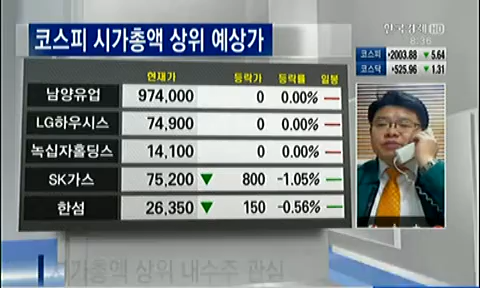 코스피 시가총액 상위 예상가
한국경제HD
8:36
코스피 2003.88 ▼ 5.64
코스닥 525.96 ▼ 1.31
현재가 등락가 등락률 일봉
남양유업 974,000 0 0.00%
LG하우시스 74,900 0 0.00%
녹십자홀딩스 14,100 0 0.00%
SK가스 75,200 ▼ 800 -1.05%
한섬 26,350 ▼ 150 -0.56%
시가총액 상위 내수주 관심